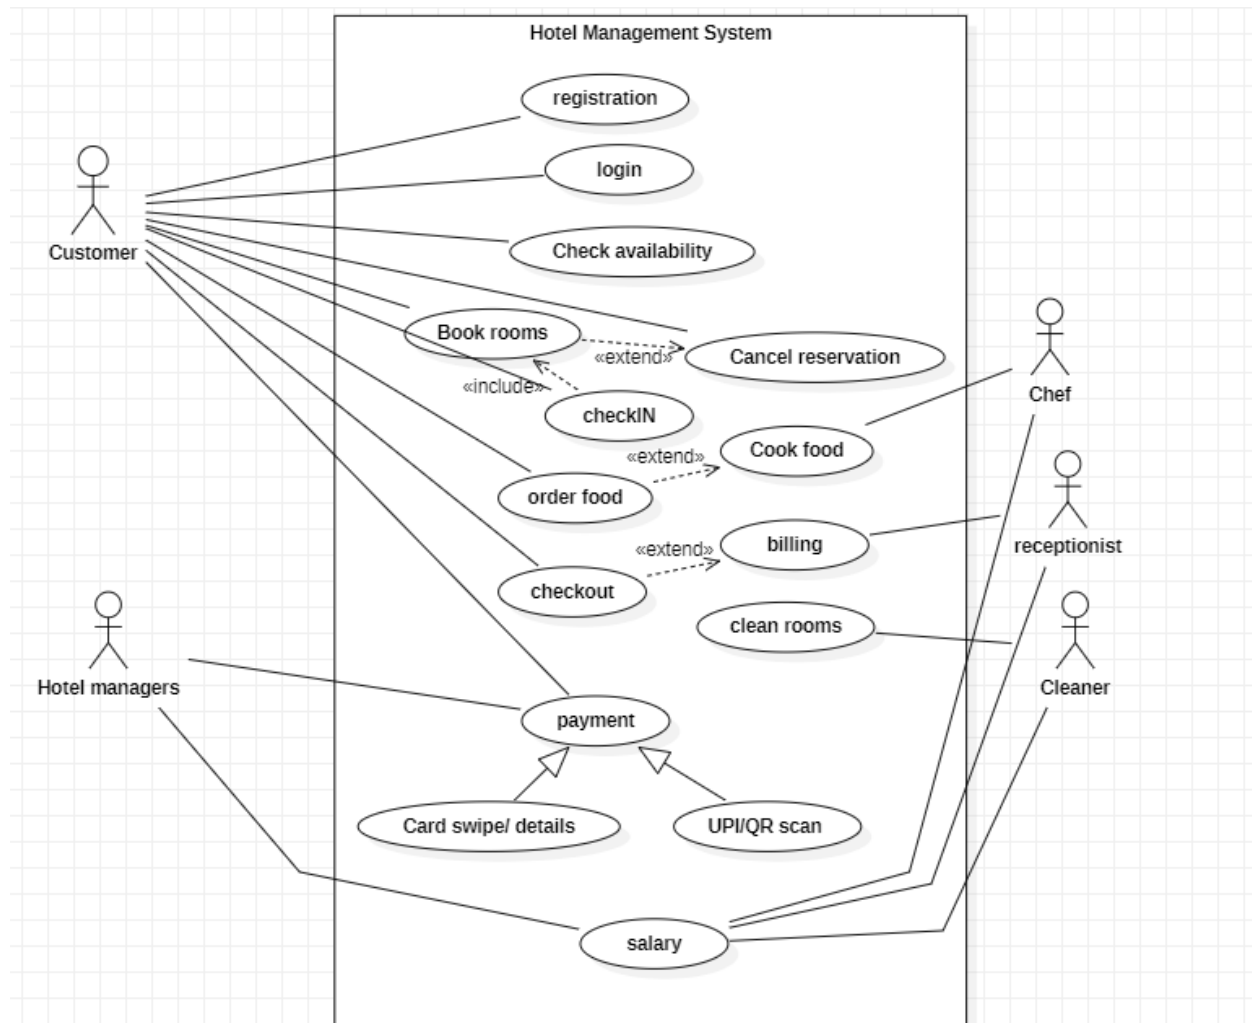 Hotel Management System
registration
login
Customer
Check availability
Book rooms
«extend»
Cancel reservation
«include»
checkIN
Chef
Cook food
«extend»
order food
receptionist
billing
«extend»
checkout
clean rooms
Hotel managers
Cleaner
payment
Card swipe/ details
UPI/QR scan
salary